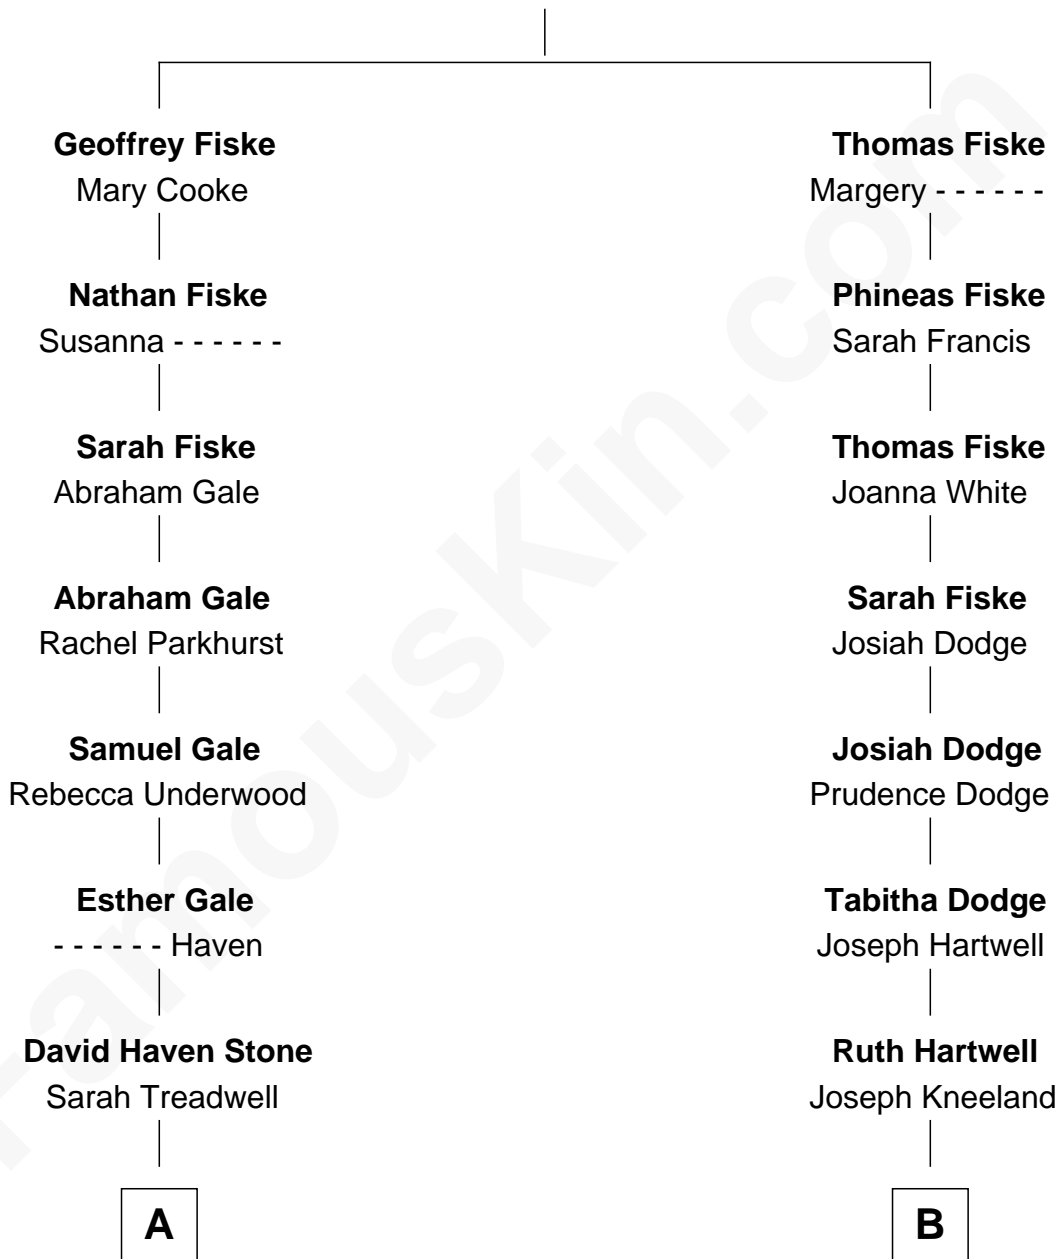 Geoffrey Fiske
Mary Cooke
Nathan Fiske
Susanna - - - - - -
Sarah Fiske
Abraham Gale
Abraham Gale
Rachel Parkhurst
Samuel Gale
Rebecca Underwood
Esther Gale
- - - - - - Haven
David Haven Stone
Sarah Treadwell
A
Thomas Fiske
Margery - - - - - -
Phineas Fiske
Sarah Francis
Thomas Fiske
Joanna White
Sarah Fiske
Josiah Dodge
Josiah Dodge
Prudence Dodge
Tabitha Dodge
Joseph Hartwell
Ruth Hartwell
Joseph Kneeland
B
FamousKin.com